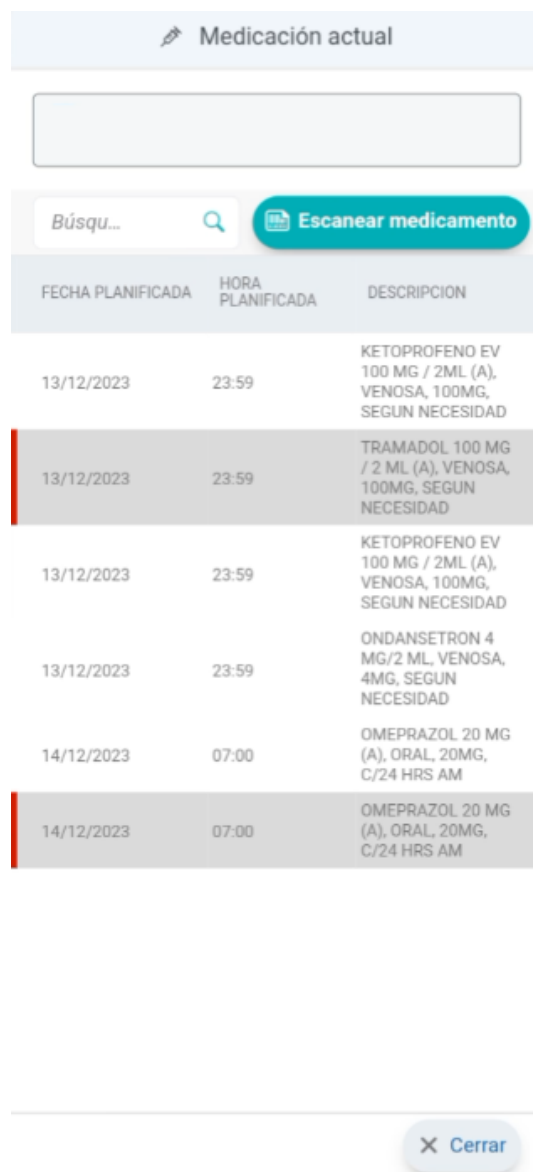 Medicación actual
Búsqu...
Escanear medicamento
FECHA PLANIFICADA
HORA
PLANIFICADA
DESCRIPCION
13/12/2023
23:59
KETOPROFENO EV
100 MG / 2ML (A),
VENOSA, 100MG,
SEGUN NECESIDAD
13/12/2023
23:59
TRAMADOL 100 MG
/ 2 ML (A), VENOSA,
100MG, SEGUN
NECESIDAD
13/12/2023
23:59
KETOPROFENO EV
100 MG / 2ML (A),
VENOSA, 100MG,
SEGUN NECESIDAD
13/12/2023
23:59
ONDANSETRON 4
MG/2 ML, VENOSA,
4MG, SEGUN
NECESIDAD
14/12/2023
07:00
OMEPRAZOL 20 MG
(A), ORAL, 20MG,
C/24 HRS AM
14/12/2023
07:00
OMEPRAZOL 20 MG
(A), ORAL, 20MG,
C/24 HRS AM
Cerrar